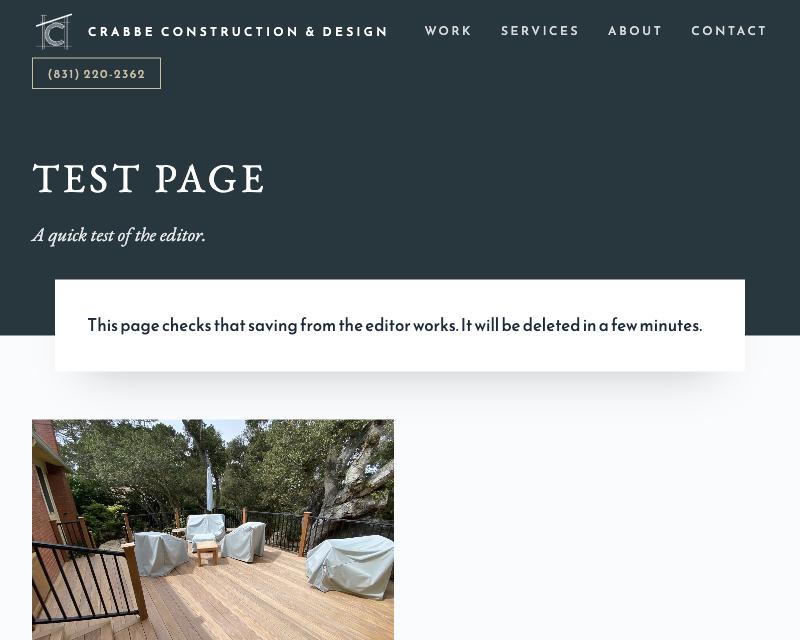 CRABBE CONSTRUCTION & DESIGN
WORK
SERVICES
ABOUT
CONTACT
(831) 220-2362
TEST PAGE
A quick test of the editor.
This page checks that saving from the editor works. It will be deleted in a few minutes.